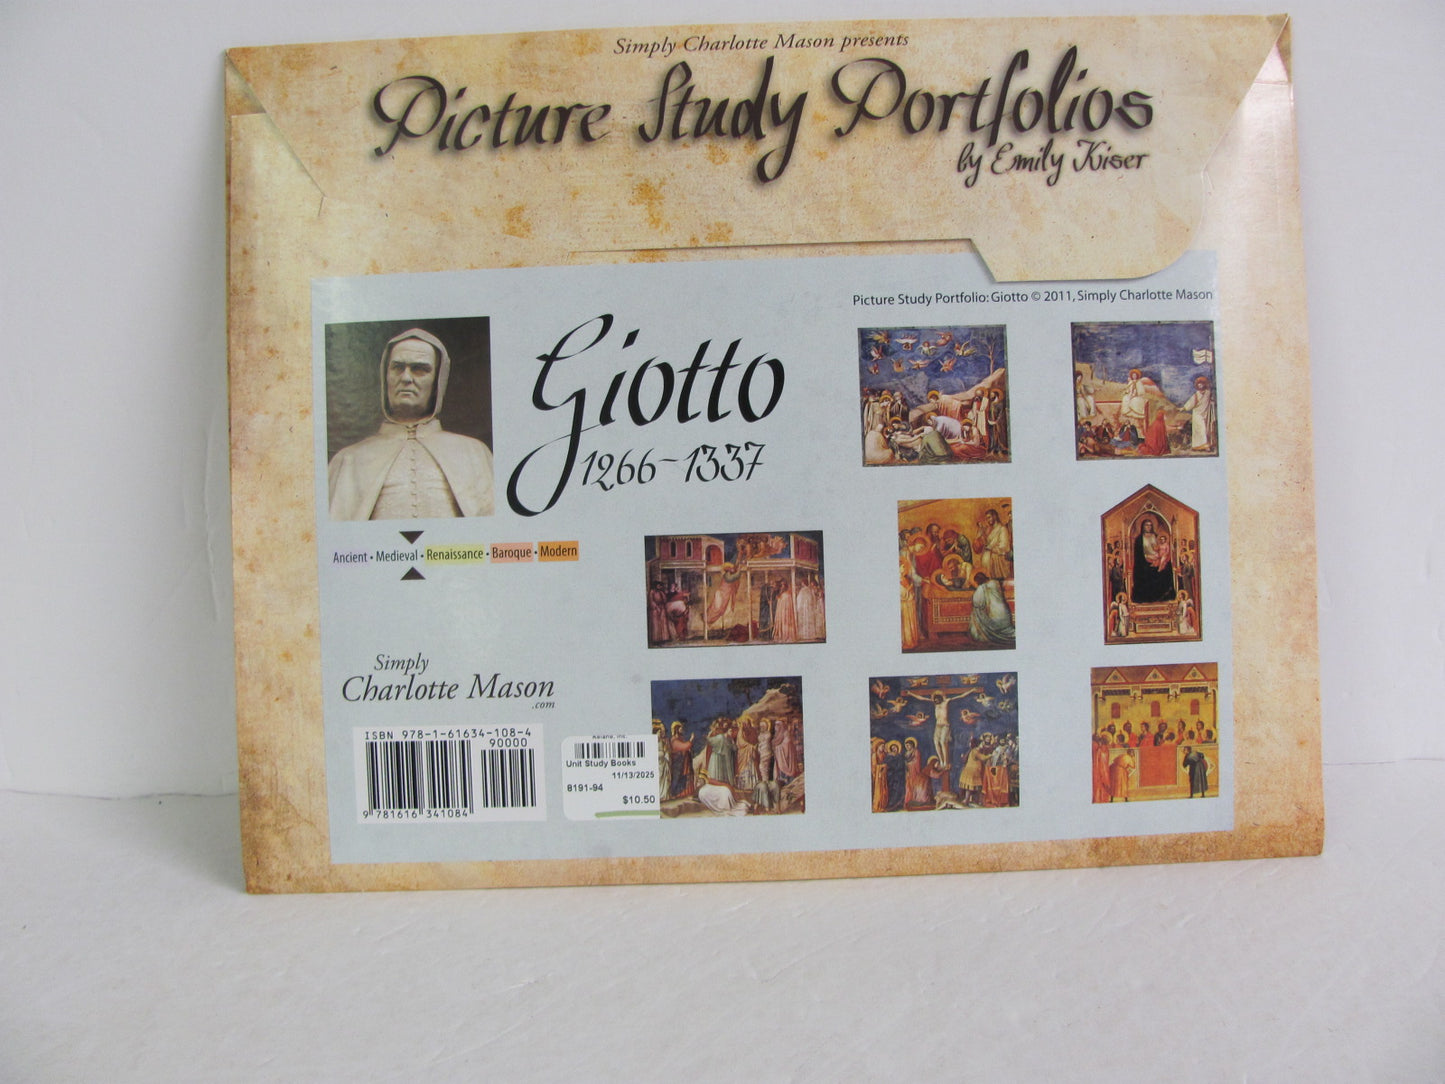 Simply Charlotte Mason presents
Picture Study Portfolios
by Emily Kiser
Picture Study Portfolio: Giotto © 2011, Simply Charlotte Mason
Giotto
1266-1337
Ancient • Medieval • Renaissance • Baroque • Modern
Simply
Charlotte Mason
.com
ISBN 978-1-61634-108-4
90000
9 781616 341084
Unit Study Books
11/13/2025
8191-94
$10.50